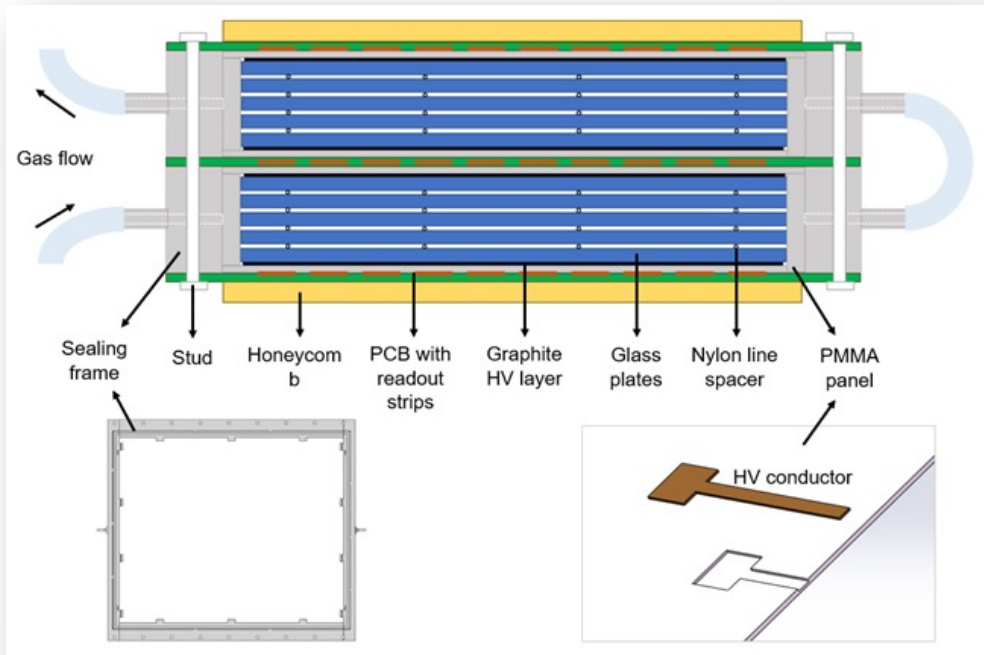 Gas flow
Sealing
frame
Stud
Honeycom
b
PCB with
readout
strips
Graphite
HV layer
Glass
plates
Nylon line
spacer
PMMA
panel
HV conductor